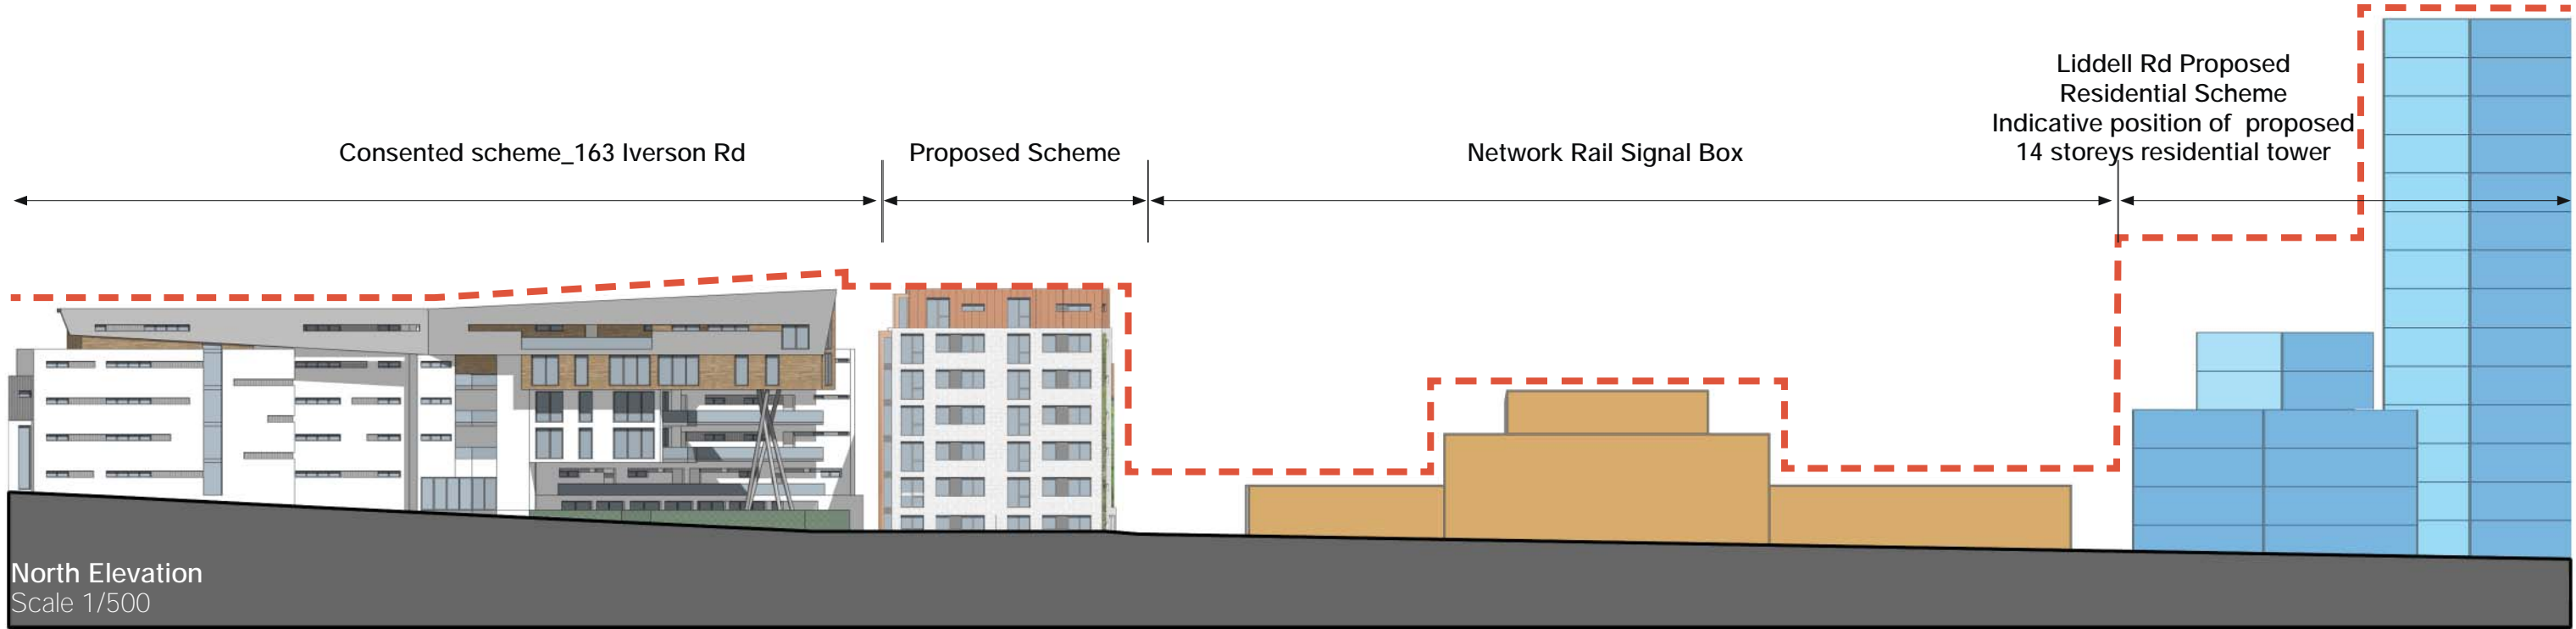 Liddell Rd Proposed
Residential Scheme
Indicative position of proposed
14 storeys residential tower
Consented scheme_163 Iverson Rd
Proposed Scheme
Network Rail Signal Box
North Elevation
Scale 1/500